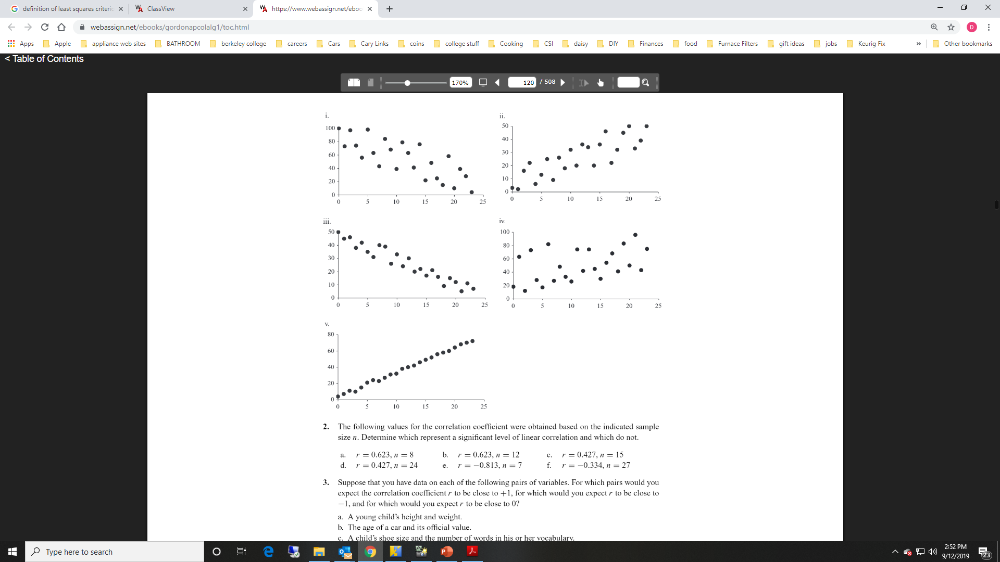 definition of least squares criteric
ClassView
https://www.webassign.net/eboo
webassign.net/ebooks/gordonapcolalg1/toc.html
D
Apps Apple appliance web sites BATHROOM berkeley college careers Cars Cary Links coins college stuff Cooking CSI daisy DIY Finances food Furnace Filters gift ideas jobs Keurig Fix » Other bookmarks
< Table of Contents
170% 120 / 508
i.
100
80
60
40
20
0
0 5 10 15 20 25
ii.
50
40
30
20
10
0
0 5 10 15 20 25
iii.
50
40
30
20
10
0
0 5 10 15 20 25
iv.
100
80
60
40
20
0
0 5 10 15 20 25
v.
80
60
40
20
0
0 5 10 15 20 25
2. The following values for the correlation coefficient were obtained based on the indicated sample
size n. Determine which represent a significant level of linear correlation and which do not.
a. r = 0.623, n = 8 b. r = 0.623, n = 12 c. r = 0.427, n = 15
d. r = 0.427, n = 24 e. r = −0.813, n = 7 f. r = −0.334, n = 27
3. Suppose that you have data on each of the following pairs of variables. For which pairs would you
expect the correlation coefficient r to be close to +1, for which would you expect r to be close to
−1, and for which would you expect r to be close to 0?
a. A young child's height and weight.
b. The age of a car and its official value.
c. A child's shoe size and the number of words in his or her vocabulary.
Type here to search
2:52 PM
9/12/2019
23